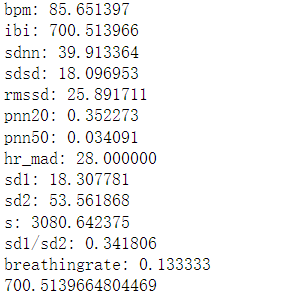 bpm: 85.651397
ibi: 700.513966
sdnn: 39.913364
sdsd: 18.096953
rmssd: 25.891711
pnn20: 0.352273
pnn50: 0.034091
hr_mad: 28.000000
sd1: 18.307781
sd2: 53.561868
s: 3080.642375
sd1/sd2: 0.341806
breathingrate: 0.133333
700.5139664804469